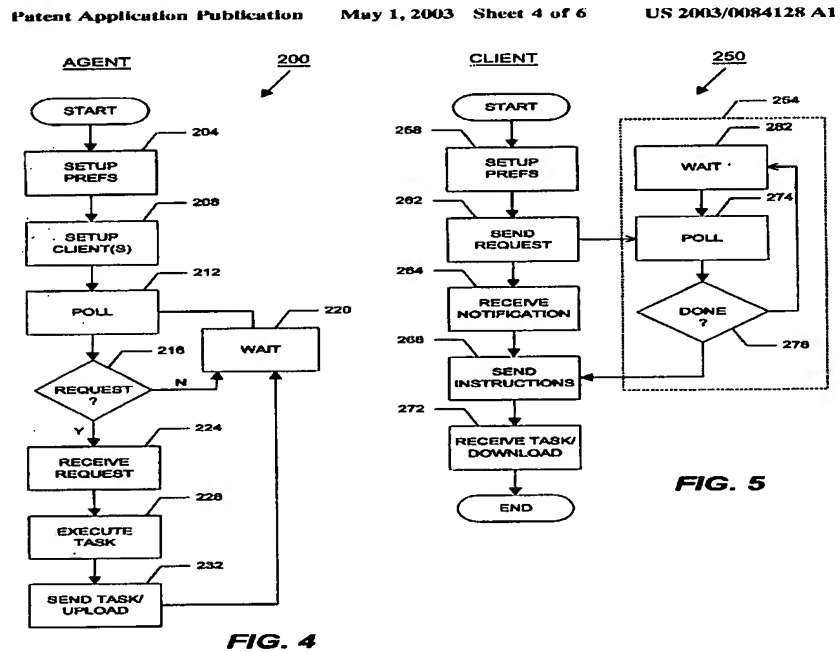 Patent Application Publication May 1, 2003 Sheet 4 of 6 US 2003/0084128 A1
AGENT
200
START
204
SETUP
PREFS
208
SETUP
CLIENT(S)
212
POLL
220
WAIT
216
REQUEST
?
N
Y
224
RECEIVE
REQUEST
228
EXECUTE
TASK
232
SEND TASK/
UPLOAD
FIG. 4
CLIENT
250
START
254
258
SETUP
PREFS
262
SEND
REQUEST
264
RECEIVE
NOTIFICATION
268
SEND
INSTRUCTIONS
272
RECEIVE TASK/
DOWNLOAD
END
282
WAIT
274
POLL
DONE
?
278
FIG. 5